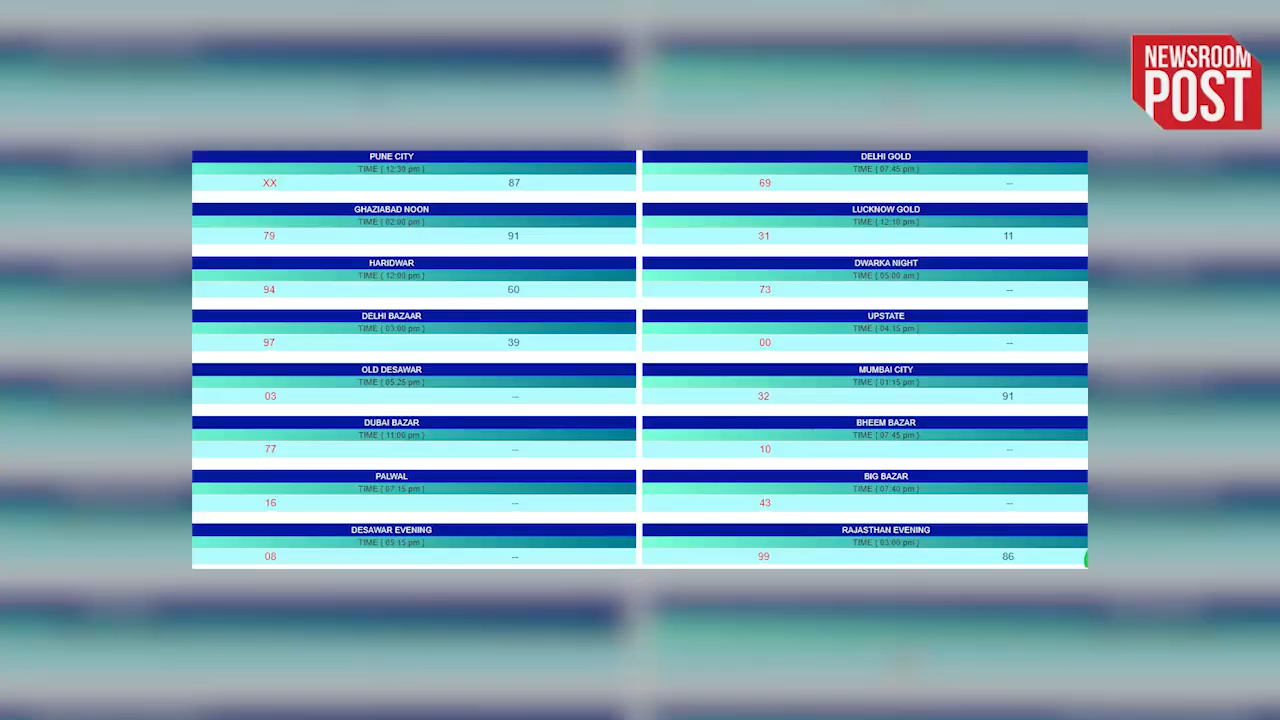 NEWSROOM
POST
PUNE CITY
TIME ( 12:30 pm )
XX 87
GHAZIABAD NOON
TIME ( 02:00 pm )
79 91
HARIDWAR
TIME ( 12:00 pm )
94 60
DELHI BAZAAR
TIME ( 03:00 pm )
97 39
OLD DESAWAR
TIME ( 05:25 pm )
03 --
DUBAI BAZAR
TIME ( 11:00 pm )
77 --
PALWAL
TIME ( 07:15 pm )
16 --
DESAWAR EVENING
TIME ( 05:15 pm )
08 --
DELHI GOLD
TIME ( 07:45 pm )
69 --
LUCKNOW GOLD
TIME ( 12:10 pm )
31 11
DWARKA NIGHT
TIME ( 05:00 am )
73 --
UPSTATE
TIME ( 04:15 pm )
00 --
MUMBAI CITY
TIME ( 01:15 pm )
32 91
BHEEM BAZAR
TIME ( 07:45 pm )
10 --
BIG BAZAR
TIME ( 07:40 pm )
43 --
RAJASTHAN EVENING
TIME ( 03:00 pm )
99 86